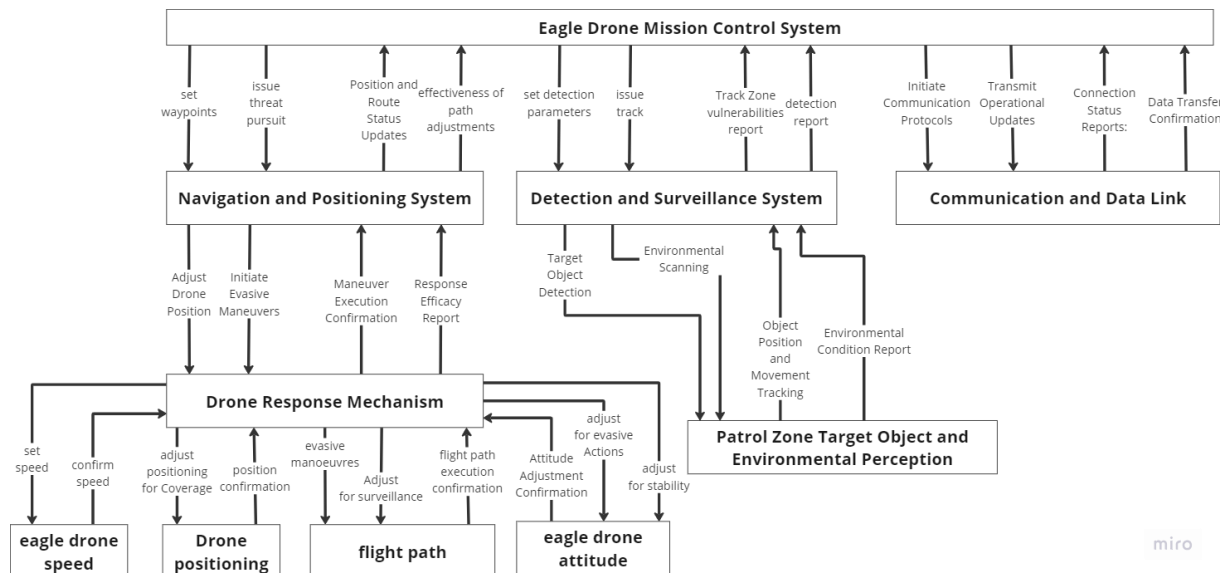 Eagle Drone Mission Control System
set
waypoints
issue
threat
pursuit
Position and
Route
Status
Updates
effectiveness of
path
adjustments
set detection
parameters
issue
track
Track Zone
vulnerabilities
report
detection
report
Initiate
Communication
Protocols
Transmit
Operational
Updates
Connection
Status
Reports:
Data Transfer
Confirmation
Navigation and Positioning System
Detection and Surveillance System
Communication and Data Link
Adjust
Drone
Position
Initiate
Evasive
Maneuvers
Maneuver
Execution
Confirmation
Response
Efficacy
Report
Target
Object
Detection
Environmental
Scanning
Object
Position
and
Movement
Tracking
Environmental
Condition Report
Drone Response Mechanism
Patrol Zone Target Object and
Environmental Perception
set
speed
confirm
speed
adjust
positioning
for Coverage
position
confirmation
evasive
manoeuvres
Adjust
for surveillance
flight path
execution
confirmation
Attitude
Adjustment
Confirmation
adjust
for evasive
Actions
adjust
for stability
eagle drone
speed
Drone
positioning
flight path
eagle drone
attitude
miro